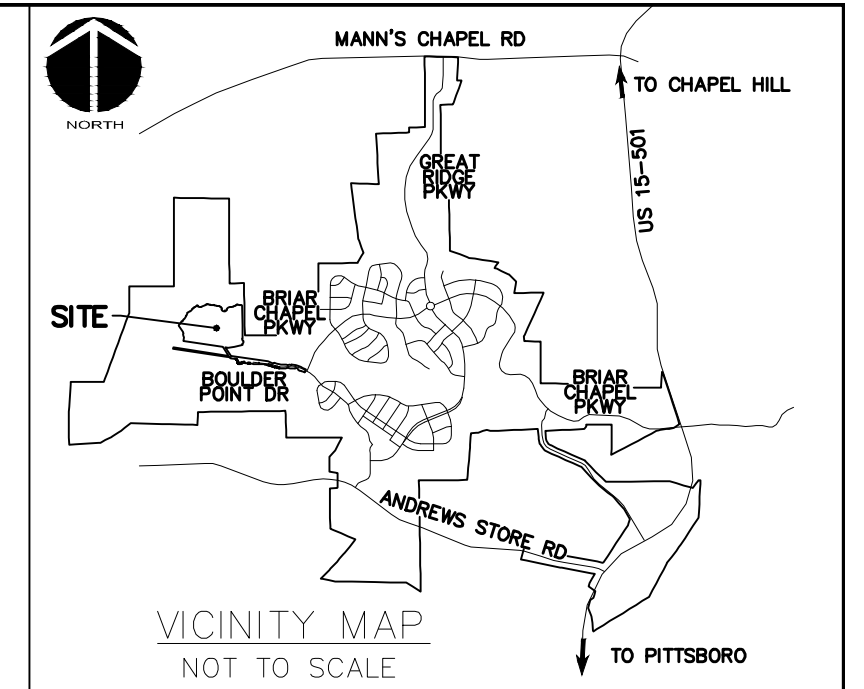 MANN'S CHAPEL RD
NORTH
TO CHAPEL HILL
US 15-501
GREAT
RIDGE
PKWY
SITE
BRIAR
CHAPEL
PKWY
BOULDER
POINT DR
BRIAR
CHAPEL
PKWY
ANDREWS STORE RD
VICINITY MAP
NOT TO SCALE
TO PITTSBORO